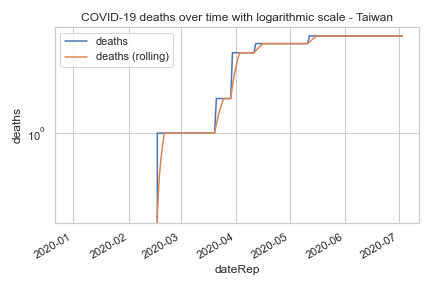 COVID-19 deaths over time with logarithmic scale - Taiwan
deaths
deaths (rolling)
deaths
10⁰
2020-01
2020-02
2020-03
2020-04
2020-05
2020-06
2020-07
dateRep